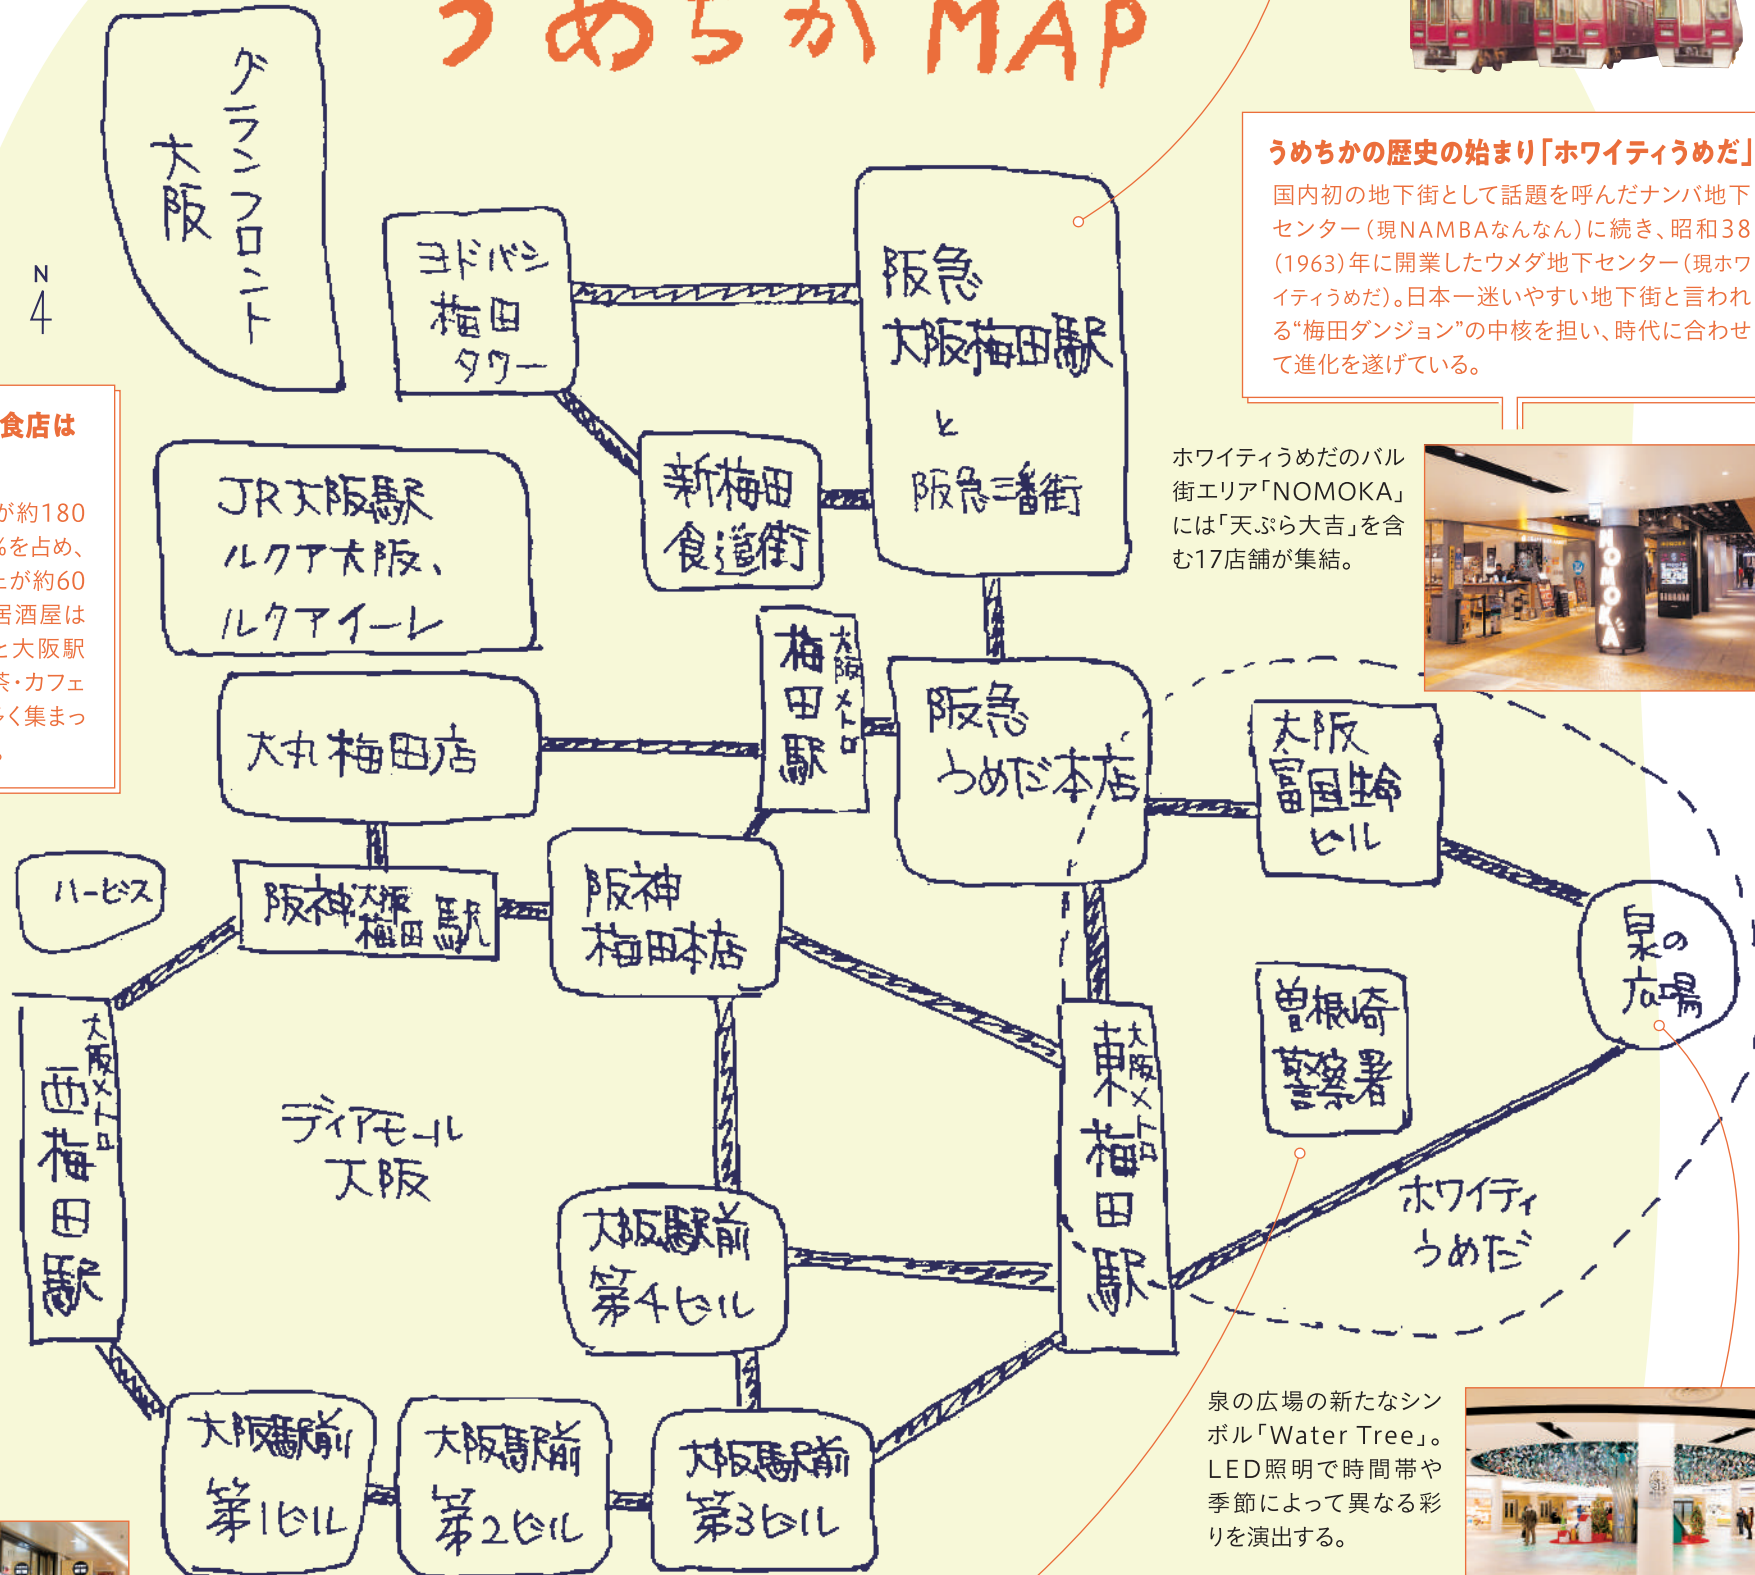 うめちかMAP
グランフロント
大阪
N
ヨドバシ
梅田
タワー
阪急
大阪梅田駅
と
阪急三番街
うめちかの歴史の始まり「ホワイティうめだ」
国内初の地下街として話題を呼んだナンバ地下
センター（現NAMBAなんなん）に続き、昭和38
（1963）年に開業したウメダ地下センター（現ホワ
イティうめだ）。日本一迷いやすい地下街と言われ
る“梅田ダンジョン”の中核を担い、時代に合わせ
て進化を遂げている。
食店は
が約180
%を占め、
が約60
居酒屋は
と大阪駅
茶・カフェ
多く集まっ
。
JR大阪駅
ルクア大阪、
ルクアイーレ
新梅田
食道街
ホワイティうめだのバル
街エリア「NOMOKA」
には「天ぷら大吉」を含
む17店舗が集結。
NOMOKA
大阪メトロ
梅田駅
大丸梅田店
阪急
うめだ本店
大阪
富国生命
ビル
ハービス
阪神大阪梅田駅
阪神
梅田本店
泉の
広場
曽根崎
警察署
大阪メトロ
西梅田駅
ディアモール
大阪
大阪メトロ
東梅田駅
ホワイティ
うめだ
大阪駅前
第4ビル
大阪駅前
第1ビル
大阪駅前
第2ビル
大阪駅前
第3ビル
泉の広場の新たなシン
ボル「Water Tree」。
LED照明で時間帯や
季節によって異なる彩
りを演出する。